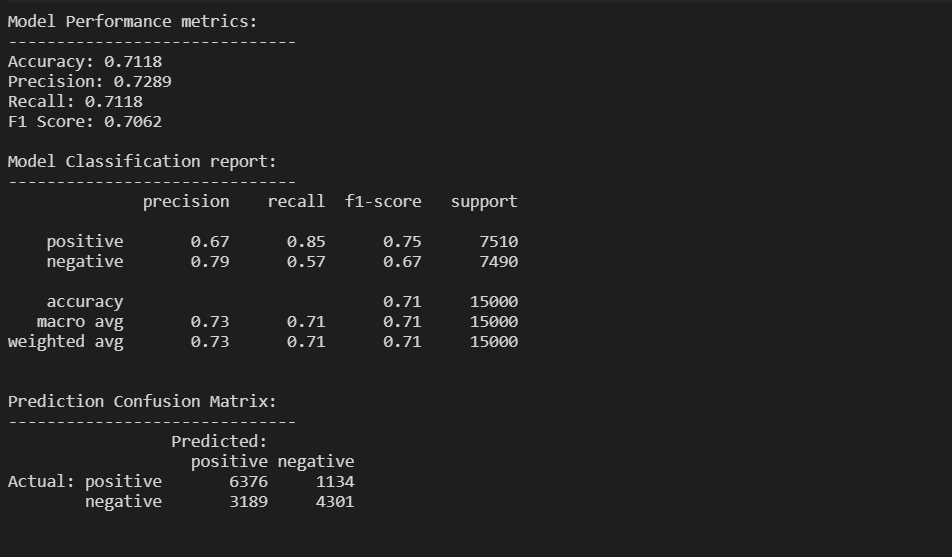 Model Performance metrics:
------------------------------
Accuracy: 0.7118
Precision: 0.7289
Recall: 0.7118
F1 Score: 0.7062
Model Classification report:
------------------------------
precision recall f1-score support
positive 0.67 0.85 0.75 7510
negative 0.79 0.57 0.67 7490
accuracy 0.71 15000
macro avg 0.73 0.71 0.71 15000
weighted avg 0.73 0.71 0.71 15000
Prediction Confusion Matrix:
------------------------------
Predicted:
positive negative
Actual: positive 6376 1134
negative 3189 4301